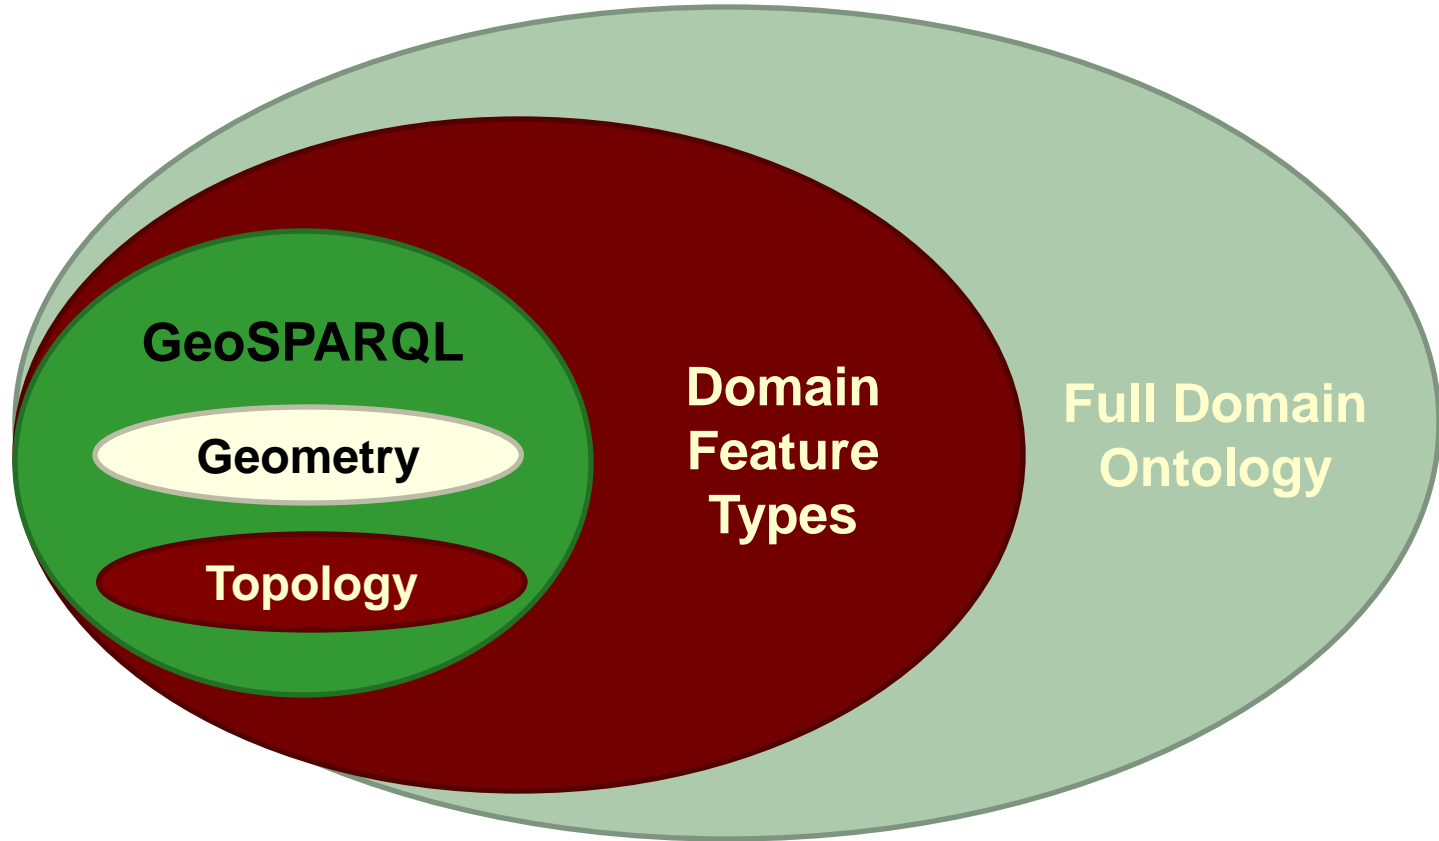 GeoSPARQL
Geometry
Topology
Domain
Feature
Types
Full Domain
Ontology